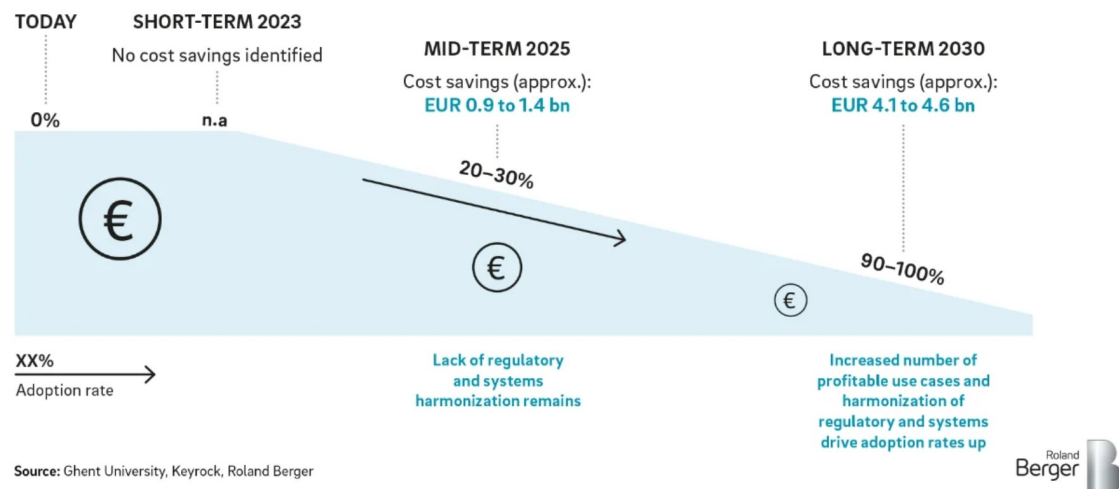 TODAY
SHORT-TERM 2023
No cost savings identified
MID-TERM 2025
Cost savings (approx.):
EUR 0.9 to 1.4 bn
LONG-TERM 2030
Cost savings (approx.):
EUR 4.1 to 4.6 bn
0%
n.a
20–30%
90–100%
€
€
€
XX%
Adoption rate
Lack of regulatory
and systems
harmonization remains
Increased number of
profitable use cases and
harmonization of
regulatory and systems
drive adoption rates up
Source: Ghent University, Keyrock, Roland Berger
Roland
Berger
B